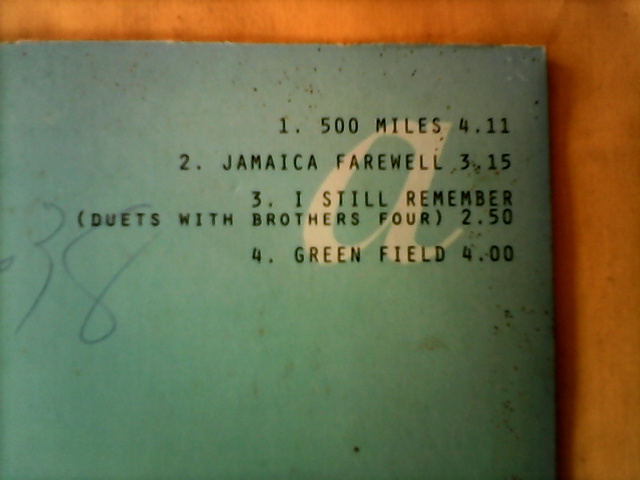 1. 500 MILES 4.11
2. JAMAICA FAREWELL 3.15
3. I STILL REMEMBER
(DUETS WITH BROTHERS FOUR) 2.50
4. GREEN FIELD 4.00
a
38